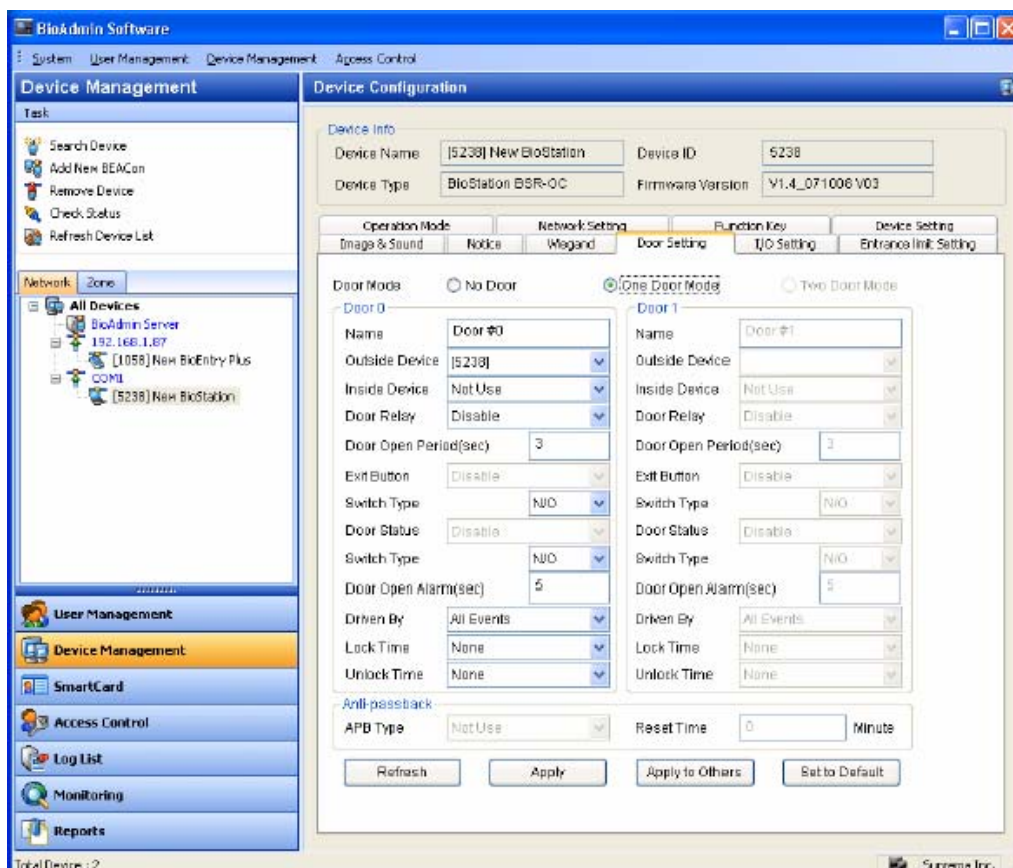 BioAdmin Software
System User Management Device Management Access Control
Device Management
Task
Search Device
Add New BEACon
Remove Device
Check Status
Refresh Device List
Network Zone
All Devices
BioAdmin Server
192.168.1.87
[1058] New BioEntry Plus
COM1
[5238] New BioStation
User Management
Device Management
SmartCard
Access Control
Log List
Monitoring
Reports
Device Configuration
Device Info
Device Name [5238] New BioStation Device ID 5238
Device Type BioStation BSR-OC Firmware Version V1.4_071006 V03
Operation Mode Network Setting Function Key Device Setting
Image & Sound Notice Wiegand Door Setting I/O Setting Entrance limit Setting
Door Mode No Door One Door Mode Two Door Mode
Door 0
Name Door #0
Outside Device [5238]
Inside Device Not Use
Door Relay Disable
Door Open Period(sec) 3
Exit Button Disable
Switch Type N/O
Door Status Disable
Switch Type N/O
Door Open Alarm(sec) 5
Driven By All Events
Lock Time None
Unlock Time None
Door 1
Name Door #1
Outside Device
Inside Device Not Use
Door Relay Disable
Door Open Period(sec) 3
Exit Button Disable
Switch Type N/O
Door Status Disable
Switch Type N/O
Door Open Alarm(sec) 5
Driven By All Events
Lock Time None
Unlock Time None
Anti-passback
APB Type Not Use Reset Time 0 Minute
Refresh Apply Apply to Others Set to Default
Total Device : 2 Suprema Inc.